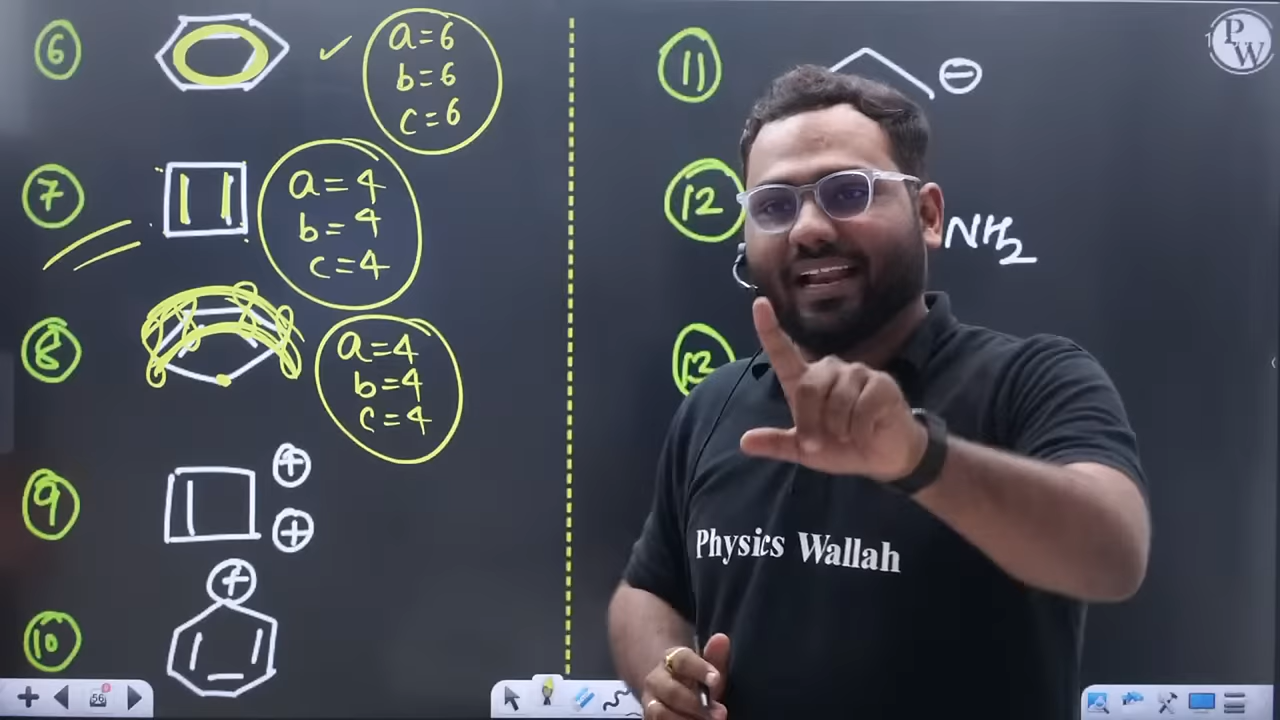 6
a=6
b=6
c=6
7
a=4
b=4
c=4
8
a=4
b=4
c=4
9
+
+
10
+
11
−
12
NH2
13
PW
Physics Wallah
56